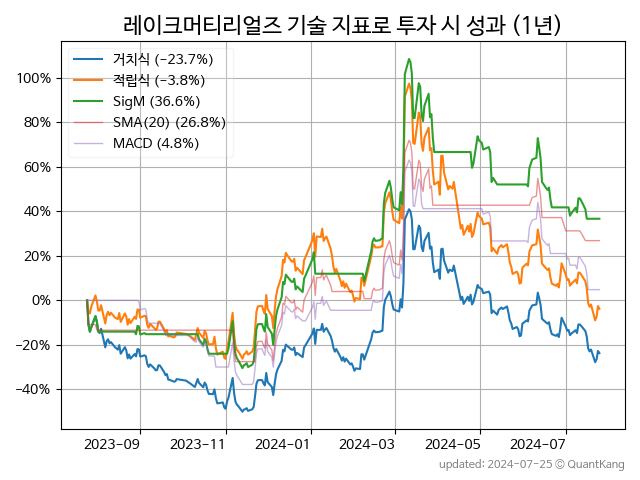 레이크머티리얼즈 기술 지표로 투자 시 성과 (1년)
거치식 (−23.7%)
적립식 (−3.8%)
SigM (36.6%)
SMA(20) (26.8%)
MACD (4.8%)
100%
80%
60%
40%
20%
0%
−20%
−40%
2023-09 2023-11 2024-01 2024-03 2024-05 2024-07
updated: 2024-07-25 © QuantKang